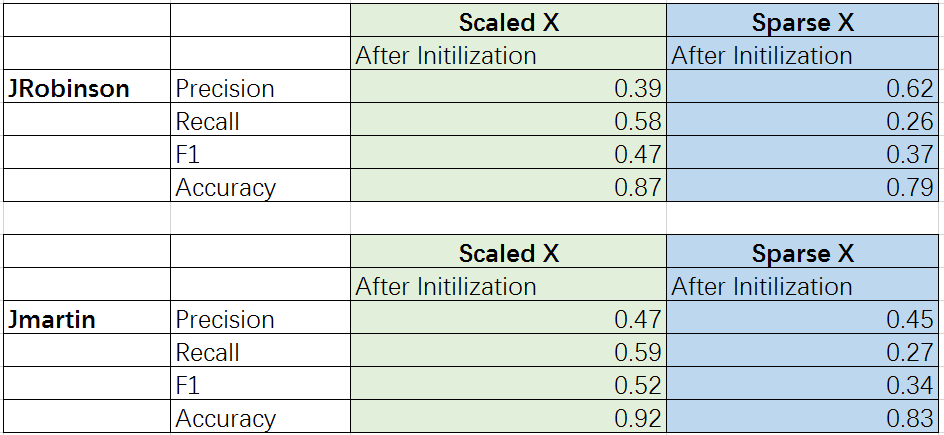 Scaled X Sparse X
After Initilization After Initilization
JRobinson Precision 0.39 0.62
Recall 0.58 0.26
F1 0.47 0.37
Accuracy 0.87 0.79
Scaled X Sparse X
After Initilization After Initilization
Jmartin Precision 0.47 0.45
Recall 0.59 0.27
F1 0.52 0.34
Accuracy 0.92 0.83